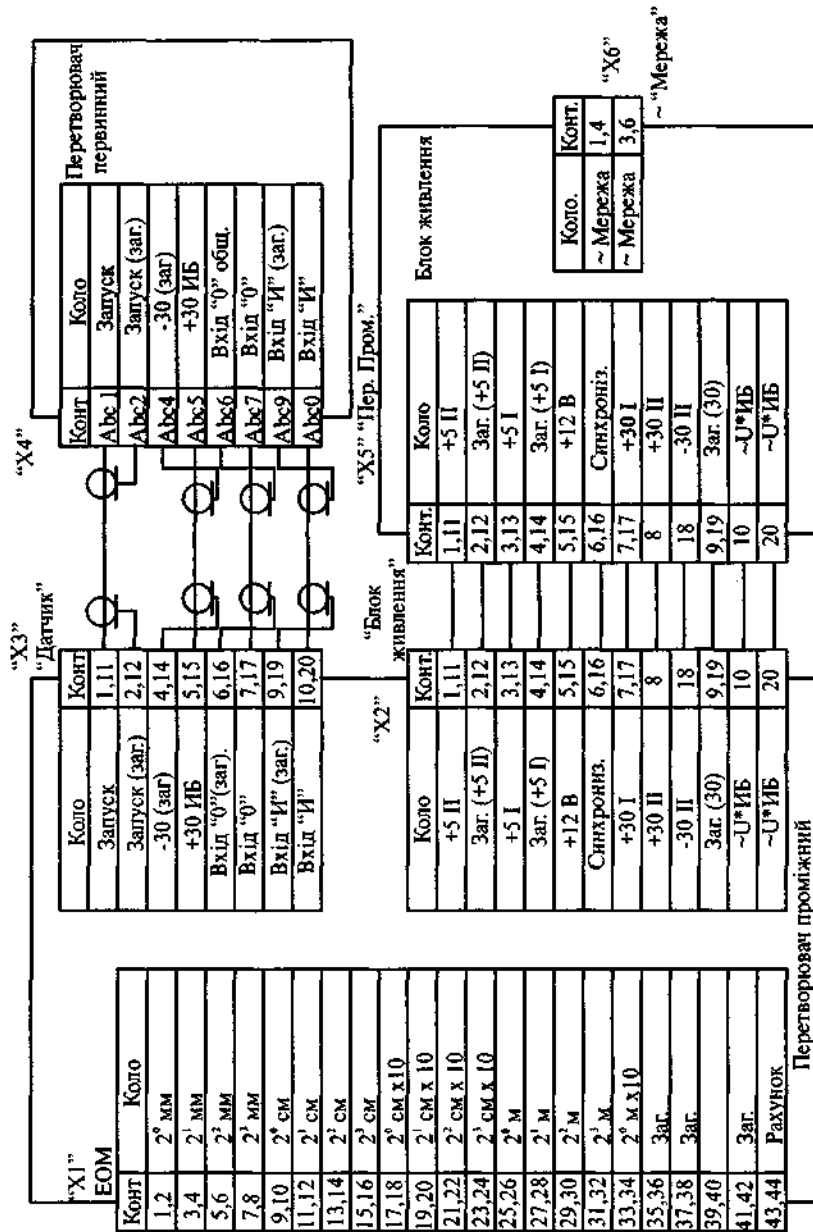 "X1"
ЕОМ
Конт Коло
1,2 2⁰ мм
3,4 2¹ мм
5,6 2² мм
7,8 2³ мм
9,10 2⁰ см
11,12 2¹ см
13,14 2² см
15,16 2³ см
17,18 2⁰ см x10
19,20 2¹ см x 10
21,22 2² см x 10
23,24 2³ см x 10
25,26 2⁰ м
27,28 2¹ м
29,30 2² м
31,32 2³ м
33,34 2⁰ м x10
35,36 Заг.
37,38 Заг.
39,40
41,42 Заг.
43,44 Рахунок
Перетворювач проміжний
"X3"
"Датчик"
Коло Конт
Запуск 1,11
Запуск (заг.) 2,12
-30 (заг) 4,14
+30 ИБ 5,15
Вхід "0"(заг). 6,16
Вхід "0" 7,17
Вхід "И" (заг.) 9,19
Вхід "И" 10,20
"X4"
Перетворювач
первинний
Конт Коло
Abc 1 Запуск
Abc2 Запуск (заг.)
Abc4 -30 (заг)
Abc5 +30 ИБ
Abc6 Вхід "0" общ.
Abc7 Вхід "0"
Abc9 Вхід "И" (заг.)
Abc0 Вхід "И"
"X2"
"Блок
живлення"
Коло Конт.
+5 II 1,11
Заг. (+5 II) 2,12
+5 I 3,13
Заг. (+5 I) 4,14
+12 В 5,15
Синхрониз. 6,16
+30 I 7,17
+30 II 8
-30 II 18
Заг. (30) 9,19
~U*ИБ 10
~U*ИБ 20
"X5" "Пер. Пром."
Блок живлення
Конт. Коло
1,11 +5 II
2,12 Заг. (+5 II)
3,13 +5 I
4,14 Заг. (+5 I)
5,15 +12 В
6,16 Синхрониз.
7,17 +30 I
8 +30 II
18 -30 II
9,19 Заг. (30)
10 ~U*ИБ
20 ~U*ИБ
Коло. Конт.
~ Мережа 1,4
~ Мережа 3,6
"X6"
~ "Мережа"